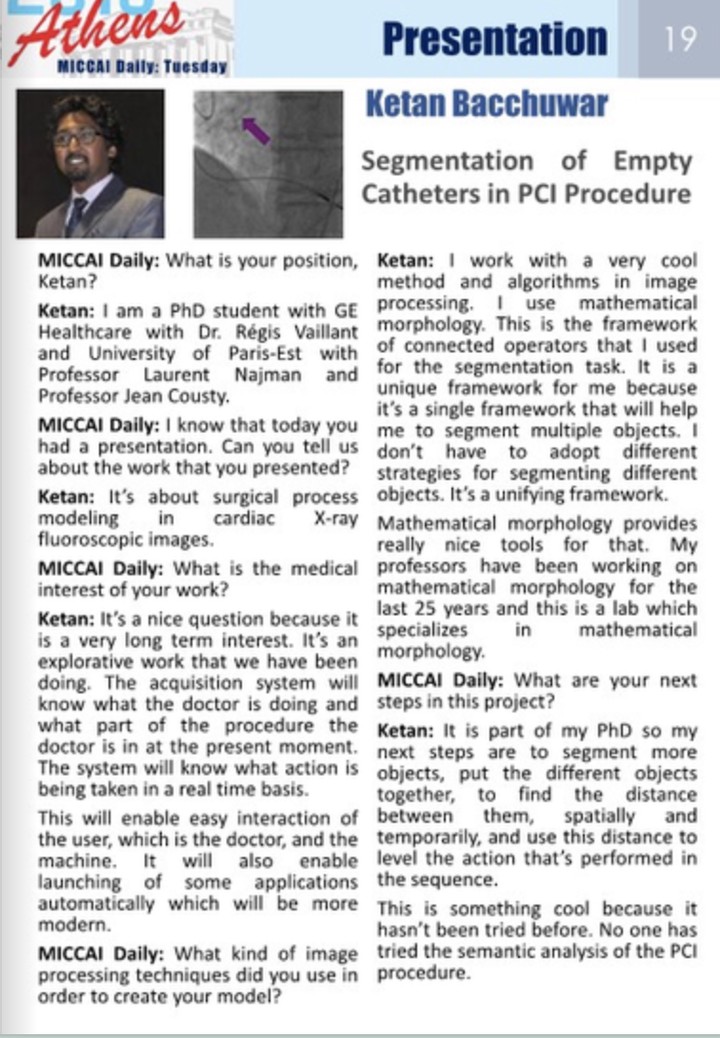 Athens
MICCAI Daily: Tuesday
Presentation
19
Ketan Bacchuwar
Segmentation of Empty
Catheters in PCI Procedure
MICCAI Daily: What is your position,
Ketan?
Ketan: I am a PhD student with GE
Healthcare with Dr. Régis Vaillant
and University of Paris-Est with
Professor Laurent Najman and
Professor Jean Cousty.
MICCAI Daily: I know that today you
had a presentation. Can you tell us
about the work that you presented?
Ketan: It's about surgical process
modeling in cardiac X-ray
fluoroscopic images.
MICCAI Daily: What is the medical
interest of your work?
Ketan: It's a nice question because it
is a very long term interest. It's an
explorative work that we have been
doing. The acquisition system will
know what the doctor is doing and
what part of the procedure the
doctor is in at the present moment.
The system will know what action is
being taken in a real time basis.
This will enable easy interaction of
the user, which is the doctor, and the
machine. It will also enable
launching of some applications
automatically which will be more
modern.
MICCAI Daily: What kind of image
processing techniques did you use in
order to create your model?
Ketan: I work with a very cool
method and algorithms in image
processing. I use mathematical
morphology. This is the framework
of connected operators that I used
for the segmentation task. It is a
unique framework for me because
it's a single framework that will help
me to segment multiple objects. I
don't have to adopt different
strategies for segmenting different
objects. It's a unifying framework.
Mathematical morphology provides
really nice tools for that. My
professors have been working on
mathematical morphology for the
last 25 years and this is a lab which
specializes in mathematical
morphology.
MICCAI Daily: What are your next
steps in this project?
Ketan: It is part of my PhD so my
next steps are to segment more
objects, put the different objects
together, to find the distance
between them, spatially and
temporarily, and use this distance to
level the action that's performed in
the sequence.
This is something cool because it
hasn't been tried before. No one has
tried the semantic analysis of the PCI
procedure.